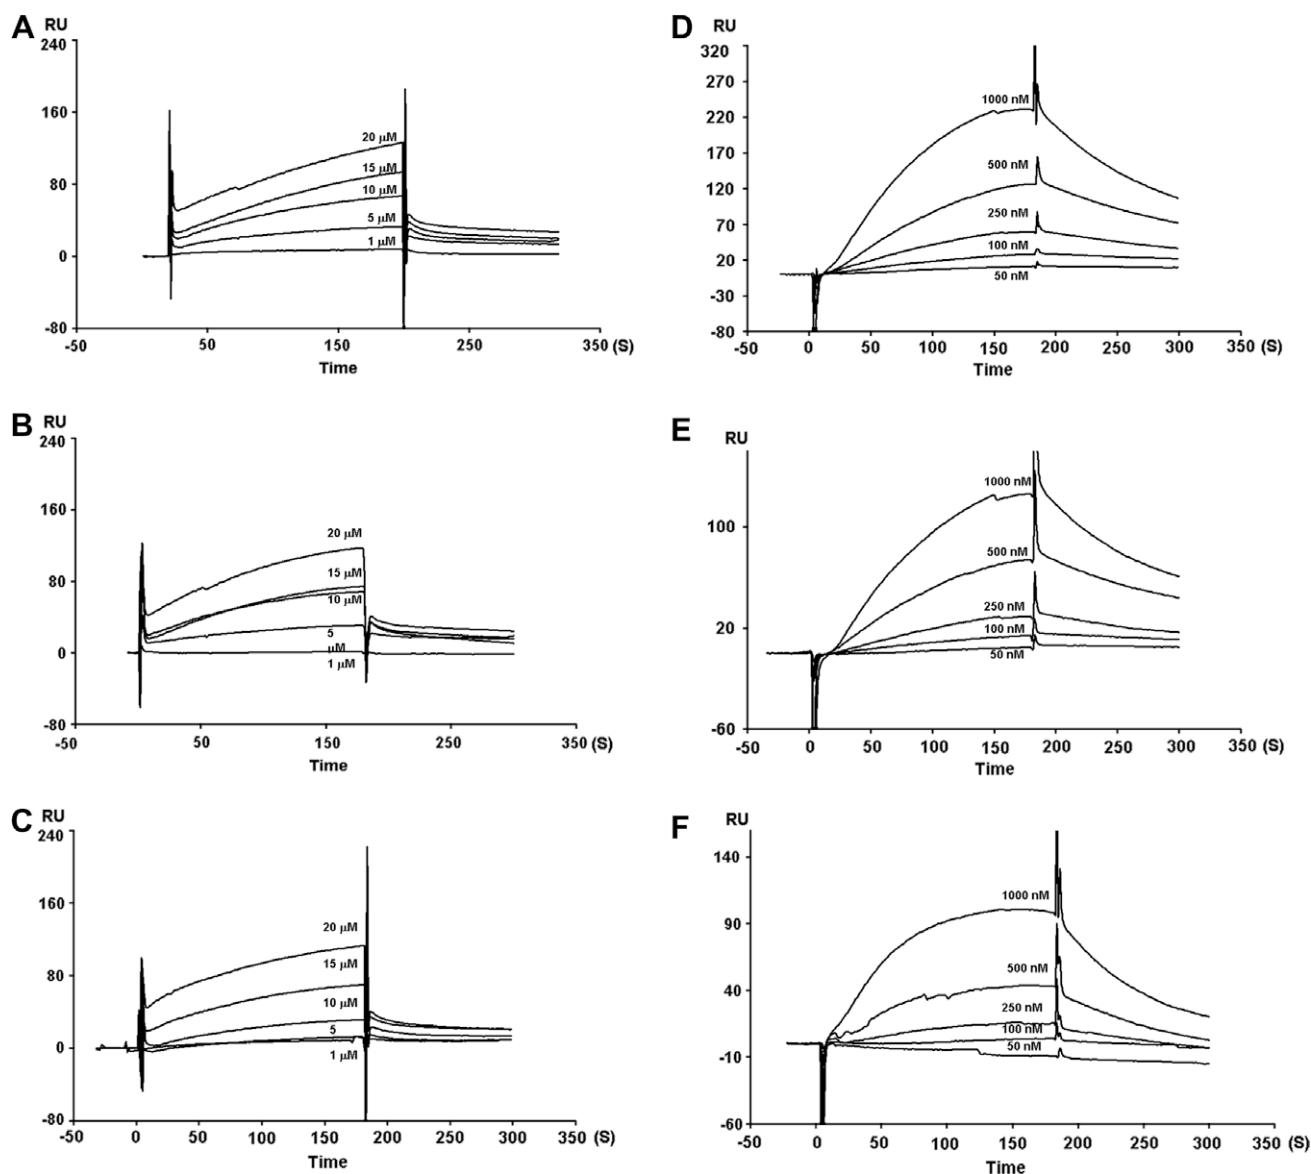 A
RU
240
160
80
0
-80
20 µM
15 µM
10 µM
5 µM
1 µM
-50 50 150 250 350 (S)
Time
B
RU
240
160
80
0
-80
20 µM
15 µM
10 µM
5
µM
1 µM
-50 50 150 250 350 (S)
Time
C
RU
240
160
80
0
-80
20 µM
15 µM
10 µM
5
1 µM
-50 0 50 100 150 200 250 300 350 (S)
Time
D
RU
320
270
220
170
120
70
20
-30
-80
1000 nM
500 nM
250 nM
100 nM
50 nM
-50 0 50 100 150 200 250 300 350 (S)
Time
E
RU
100
20
-60
1000 nM
500 nM
250 nM
100 nM
50 nM
-50 0 50 100 150 200 250 300 350 (S)
Time
F
RU
140
90
40
-10
-60
1000 nM
500 nM
250 nM
100 nM
50 nM
-50 0 50 100 150 200 250 300 350 (S)
Time